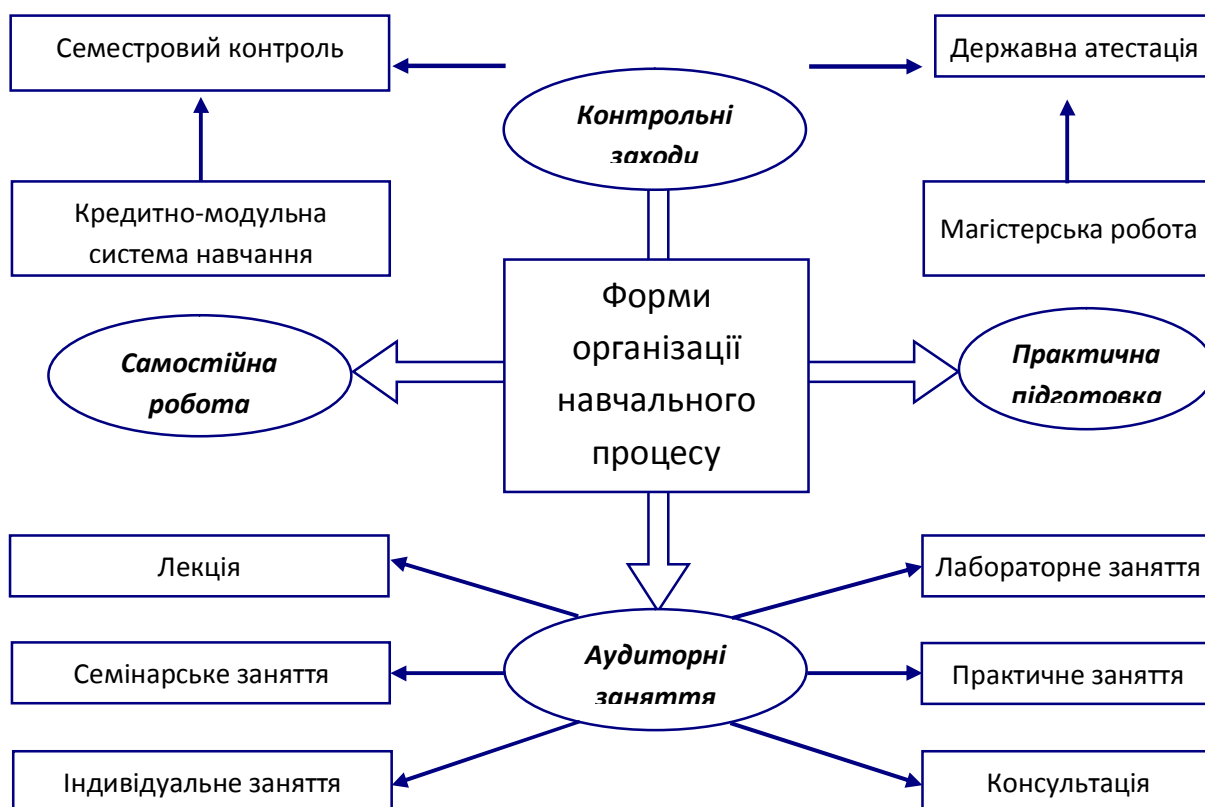 Семестровий контроль
Державна атестація
Контрольні
заходи
Кредитно-модульна
система навчання
Магістерська робота
Форми
організації
навчального
процесу
Самостійна
робота
Практична
підготовка
Лекція
Лабораторне заняття
Аудиторні
заняття
Семінарське заняття
Практичне заняття
Індивідуальне заняття
Консультація